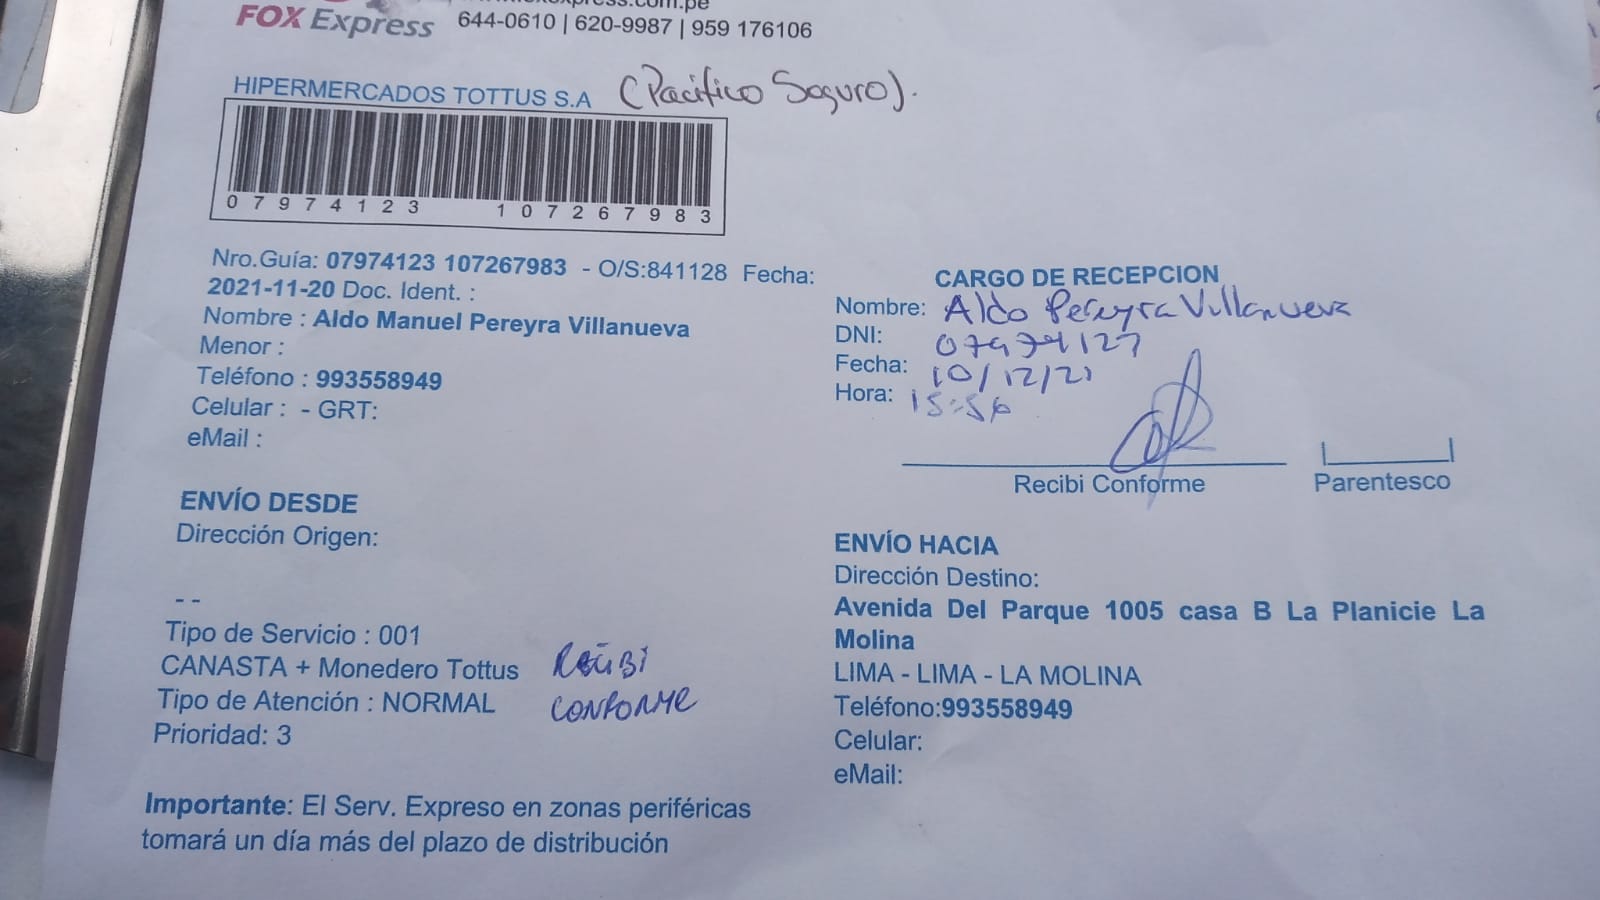 FOX Express 644-0610 | 620-9987 | 959 176106
HIPERMERCADOS TOTTUS S.A (Pacifico Seguro).
07974123 107267983
Nro.Guía: 07974123 107267983 - O/S:841128 Fecha:
2021-11-20 Doc. Ident. :
Nombre : Aldo Manuel Pereyra Villanueva
Menor :
Teléfono : 993558949
Celular : - GRT:
eMail :
CARGO DE RECEPCION
Nombre: Aldo Pereyra Villanueva
DNI: 07974127
Fecha: 10/12/21
Hora: 15:56
Recibi Conforme
Parentesco
ENVÍO DESDE
Dirección Origen:
- -
Tipo de Servicio : 001
CANASTA + Monedero Tottus RECIBI
Tipo de Atención : NORMAL CONFORME
Prioridad: 3
ENVÍO HACIA
Dirección Destino:
Avenida Del Parque 1005 casa B La Planicie La
Molina
LIMA - LIMA - LA MOLINA
Teléfono:993558949
Celular:
eMail:
Importante: El Serv. Expreso en zonas periféricas
tomará un día más del plazo de distribución